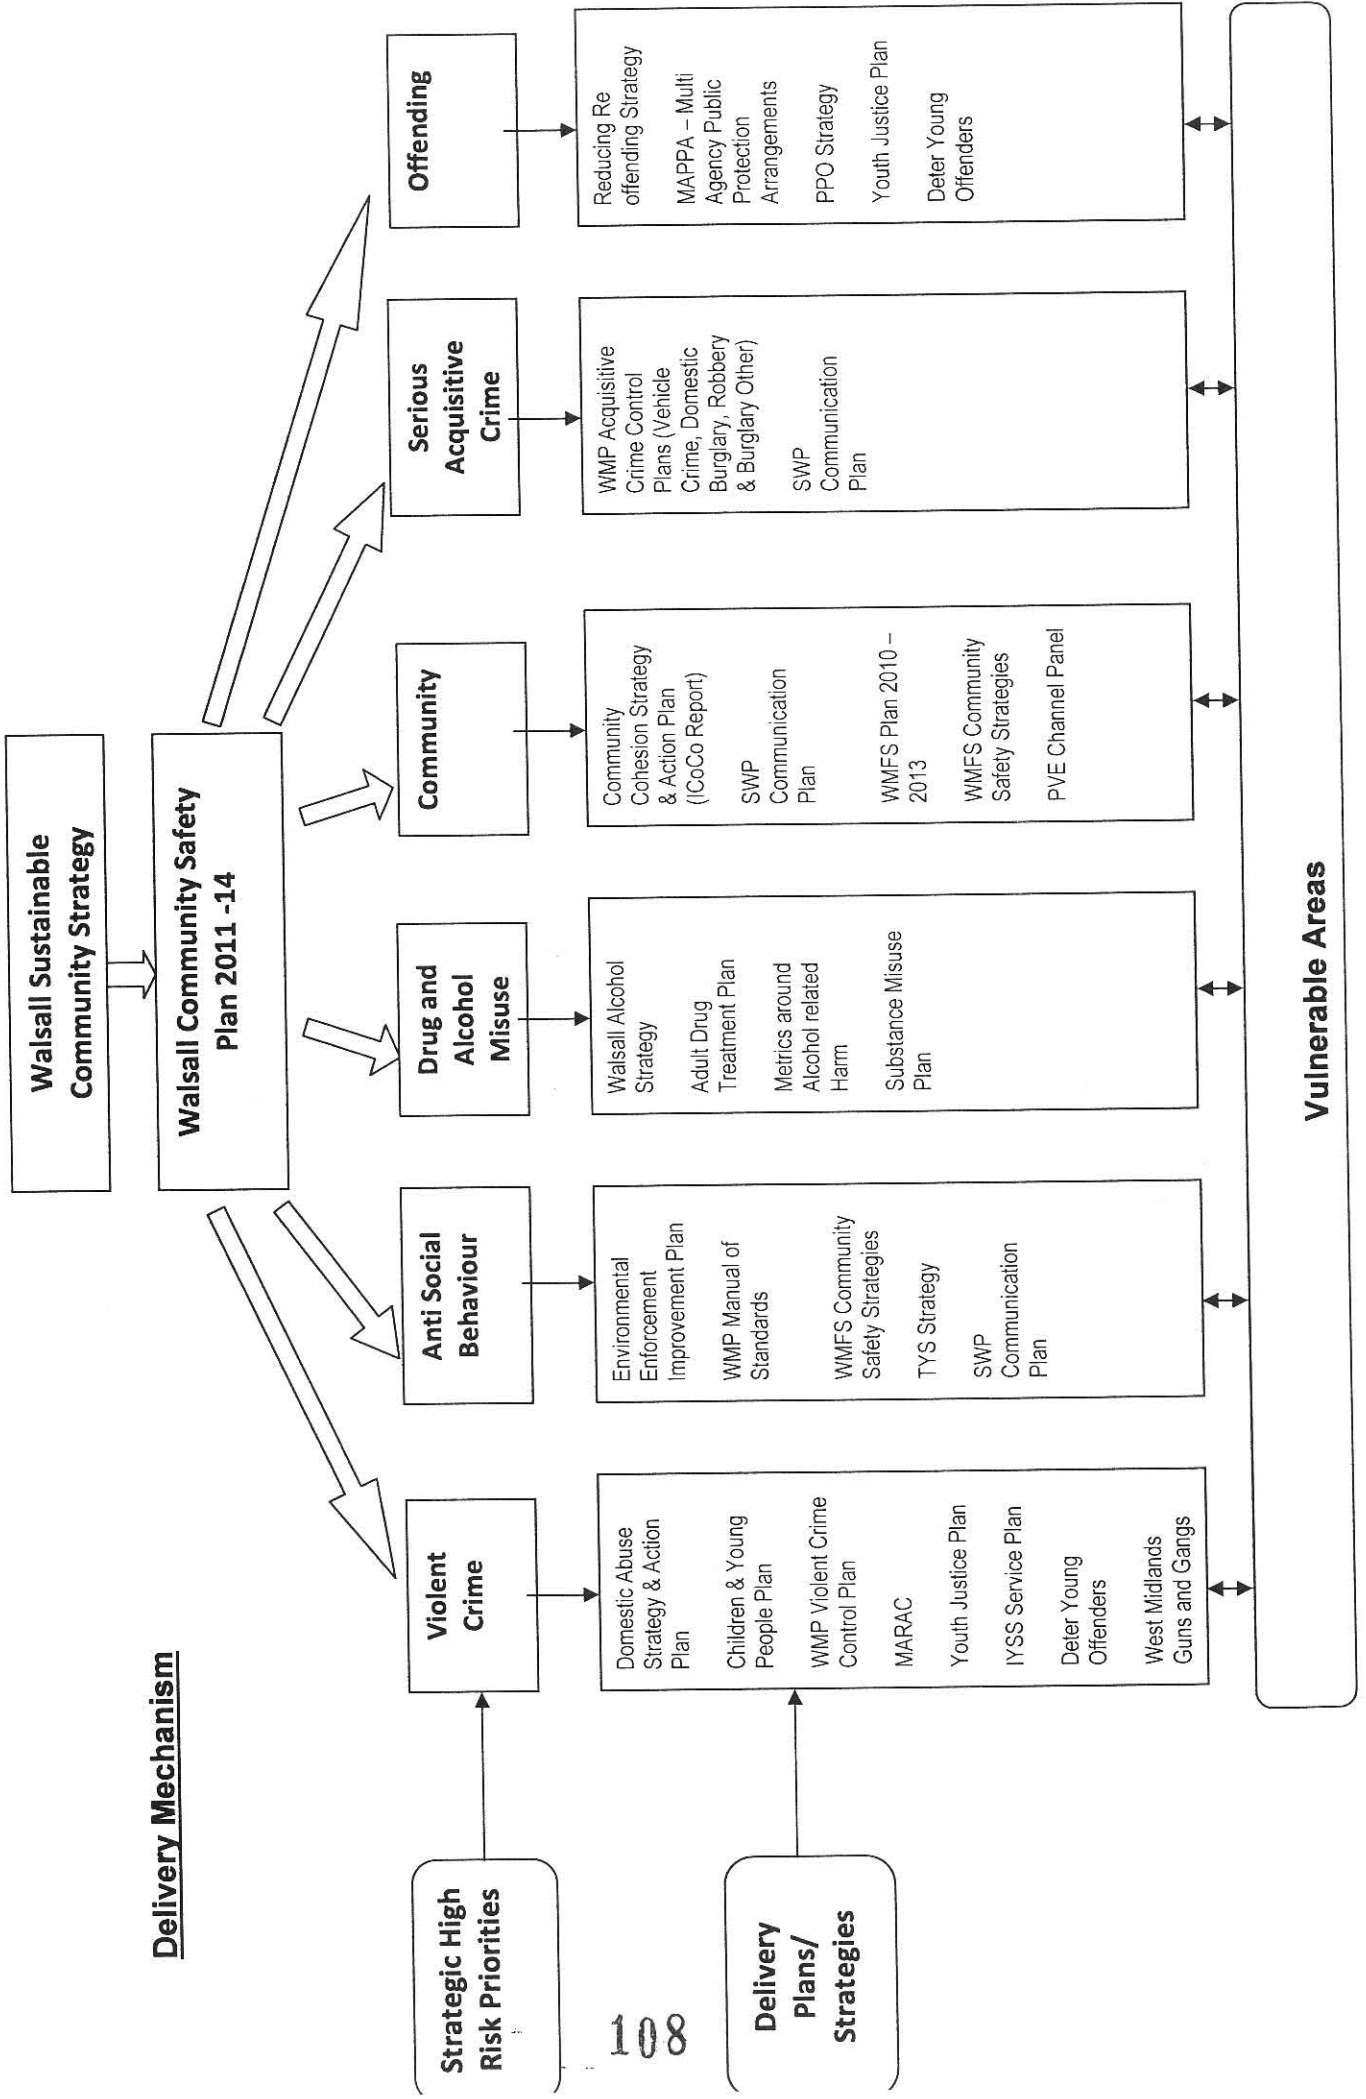 Delivery Mechanism
Walsall Sustainable
Community Strategy
Walsall Community Safety
Plan 2011 -14
Strategic High
Risk Priorities
Violent
Crime
Anti Social
Behaviour
Drug and
Alcohol
Misuse
Community
Serious
Acquisitive
Crime
Offending
Delivery
Plans/
Strategies
Domestic Abuse
Strategy & Action
Plan
Children & Young
People Plan
WMP Violent Crime
Control Plan
MARAC
Youth Justice Plan
IYSS Service Plan
Deter Young
Offenders
West Midlands
Guns and Gangs
Environmental
Enforcement
Improvement Plan
WMP Manual of
Standards
WMFS Community
Safety Strategies
TYS Strategy
SWP
Communication
Plan
Walsall Alcohol
Strategy
Adult Drug
Treatment Plan
Metrics around
Alcohol related
Harm
Substance Misuse
Plan
Community
Cohesion Strategy
& Action Plan
(ICoCo Report)
SWP
Communication
Plan
WMFS Plan 2010 –
2013
WMFS Community
Safety Strategies
PVE Channel Panel
WMP Acquisitive
Crime Control
Plans (Vehicle
Crime, Domestic
Burglary, Robbery
& Burglary Other)
SWP
Communication
Plan
Reducing Re
offending Strategy
MAPPA – Multi
Agency Public
Protection
Arrangements
PPO Strategy
Youth Justice Plan
Deter Young
Offenders
Vulnerable Areas
108